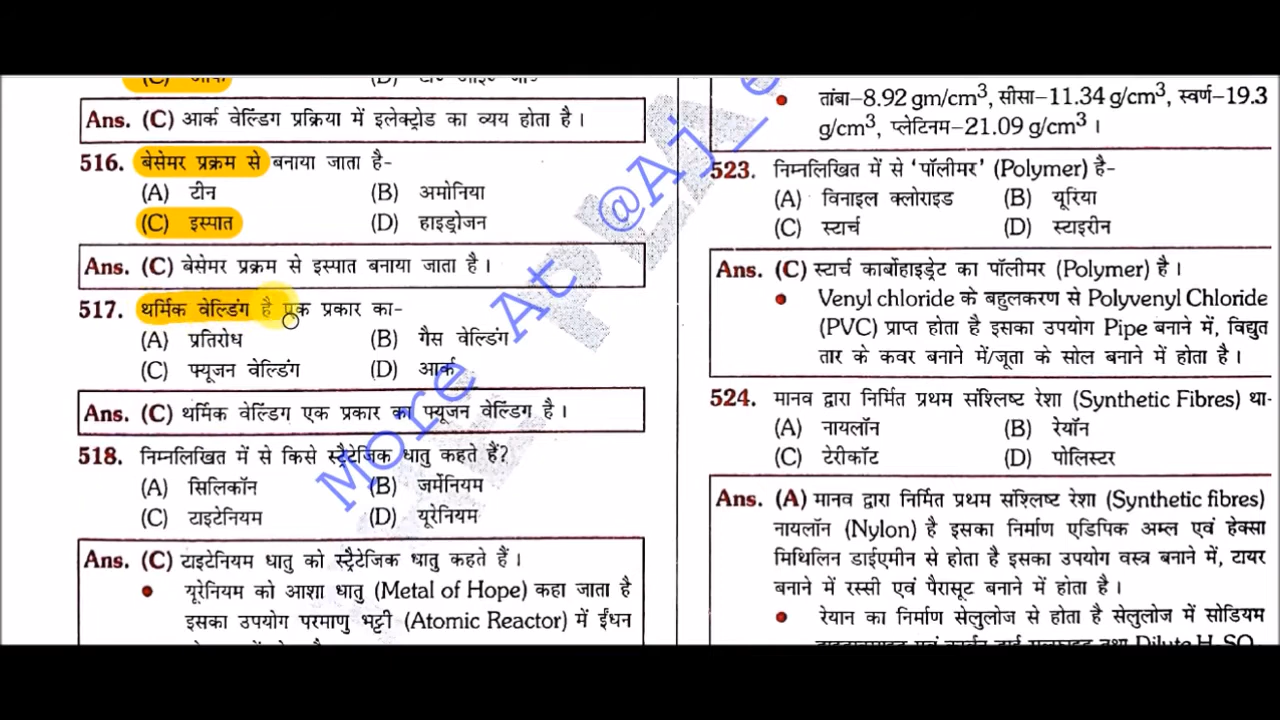 Ans. (C) आर्क वेल्डिंग प्रक्रिया में इलेक्ट्रोड का व्यय होता है।
516. बेसेमर प्रक्रम से बनाया जाता है-
(A) टीन (B) अमोनिया
(C) इस्पात (D) हाइड्रोजन
Ans. (C) बेसेमर प्रक्रम से इस्पात बनाया जाता है।
517. थर्मिक वेल्डिंग है एक प्रकार का-
(A) प्रतिरोध (B) गैस वेल्डिंग
(C) फ्यूजन वेल्डिंग (D) आर्क
Ans. (C) थर्मिक वेल्डिंग एक प्रकार का फ्यूजन वेल्डिंग है।
518. निम्नलिखित में से किसे स्ट्रैटेजिक धातु कहते हैं?
(A) सिलिकॉन (B) जर्मेनियम
(C) टाइटेनियम (D) यूरेनियम
Ans. (C) टाइटेनियम धातु को स्ट्रैटेजिक धातु कहते हैं।
• यूरेनियम को आशा धातु (Metal of Hope) कहा जाता है
इसका उपयोग परमाणु भट्टी (Atomic Reactor) में ईंधन
• तांबा–8.92 gm/cm³, सीसा–11.34 g/cm³, स्वर्ण–19.3
g/cm³, प्लेटिनम–21.09 g/cm³।
523. निम्नलिखित में से 'पॉलीमर' (Polymer) है-
(A) विनाइल क्लोराइड (B) यूरिया
(C) स्टार्च (D) स्टाइरीन
Ans. (C) स्टार्च कार्बोहाइड्रेट का पॉलीमर (Polymer) है।
• Venyl chloride के बहुलकरण से Polyvenyl Chloride
(PVC) प्राप्त होता है इसका उपयोग Pipe बनाने में, विद्युत
तार के कवर बनाने में/जूता के सोल बनाने में होता है।
524. मानव द्वारा निर्मित प्रथम संश्लिष्ट रेशा (Synthetic Fibres) था-
(A) नायलॉन (B) रेयॉन
(C) टेरीकॉट (D) पोलिस्टर
Ans. (A) मानव द्वारा निर्मित प्रथम संश्लिष्ट रेशा (Synthetic fibres)
नायलॉन (Nylon) है इसका निर्माण एडिपिक अम्ल एवं हेक्सा
मिथिलिन डाईएमीन से होता है इसका उपयोग वस्त्र बनाने में, टायर
बनाने में रस्सी एवं पैरासूट बनाने में होता है।
• रेयान का निर्माण सेलुलोज से होता है सेलुलोज में सोडियम
More At @Aj_